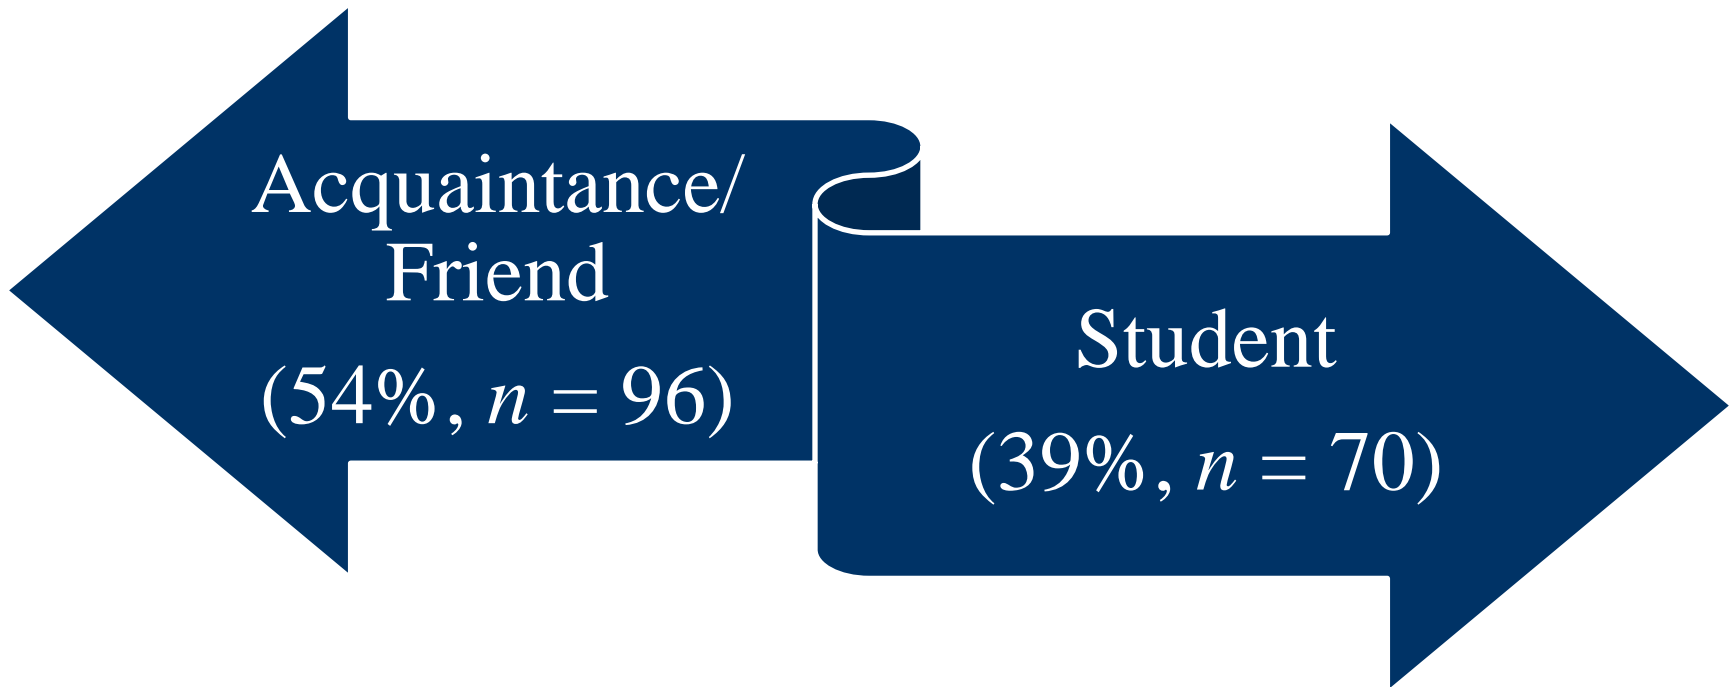 Acquaintance/
Friend
(54%, n = 96)
Student
(39%, n = 70)